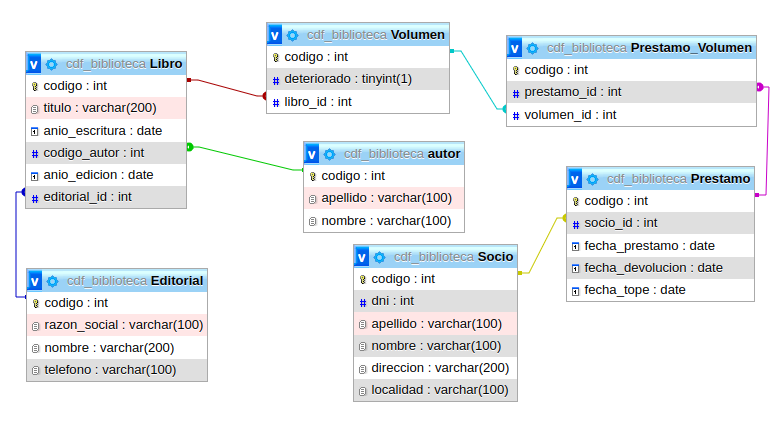 v cdf_biblioteca Libro
codigo : int
titulo : varchar(200)
anio_escritura : date
codigo_autor : int
anio_edicion : date
editorial_id : int
v cdf_biblioteca Volumen
codigo : int
deteriorado : tinyint(1)
libro_id : int
v cdf_biblioteca Prestamo_Volumen
codigo : int
prestamo_id : int
volumen_id : int
v cdf_biblioteca autor
codigo : int
apellido : varchar(100)
nombre : varchar(100)
v cdf_biblioteca Prestamo
codigo : int
socio_id : int
fecha_prestamo : date
fecha_devolucion : date
fecha_tope : date
v cdf_biblioteca Editorial
codigo : int
razon_social : varchar(100)
nombre : varchar(200)
telefono : varchar(100)
v cdf_biblioteca Socio
codigo : int
dni : int
apellido : varchar(100)
nombre : varchar(100)
direccion : varchar(200)
localidad : varchar(100)